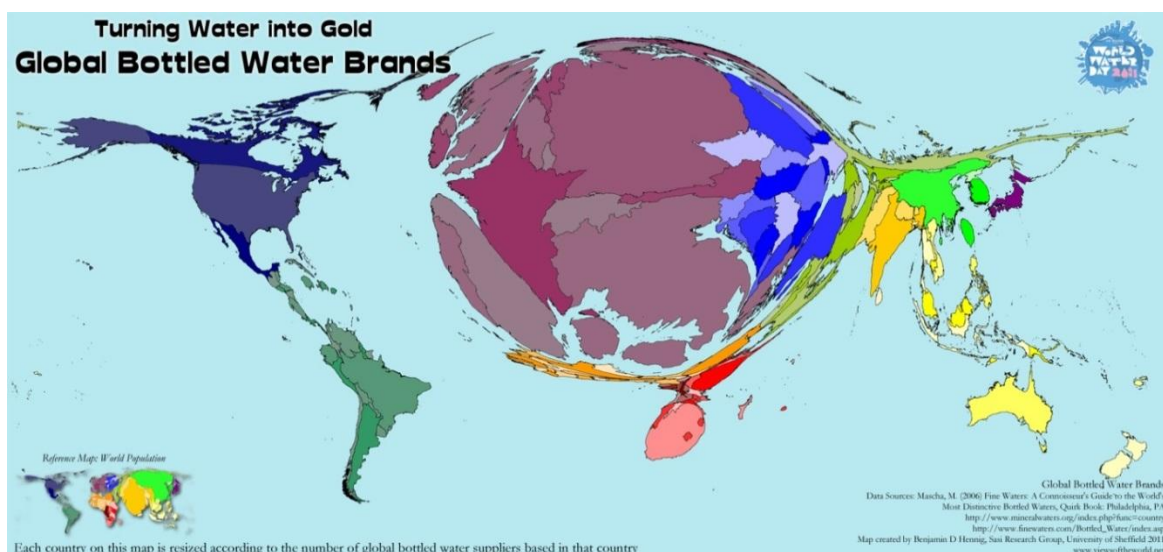 Turning Water into Gold
Global Bottled Water Brands
WORLD
WATER
DAY 2011
Reference Map: World Population
Global Bottled Water Brands
Data Sources: Mascha, M. (2006) Fine Waters: A Connoisseur's Guide to the World's
Most Distinctive Bottled Waters, Quirk Book: Philadelphia, PA
http://www.mineralwaters.org/index.php?func=country
http://www.finewaters.com/Bottled_Water/index.asp
Map created by Benjamin D Hennig, Sasi Research Group, University of Sheffield 2011
www.viewsoftheworld.net
Each country on this map is resized according to the number of global bottled water suppliers based in that country